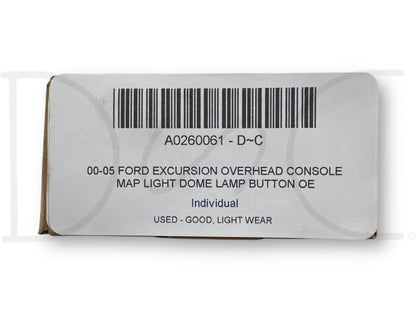 A0260061 - D~C
00-05 FORD EXCURSION OVERHEAD CONSOLE
MAP LIGHT DOME LAMP BUTTON OE
Individual
USED - GOOD, LIGHT WEAR